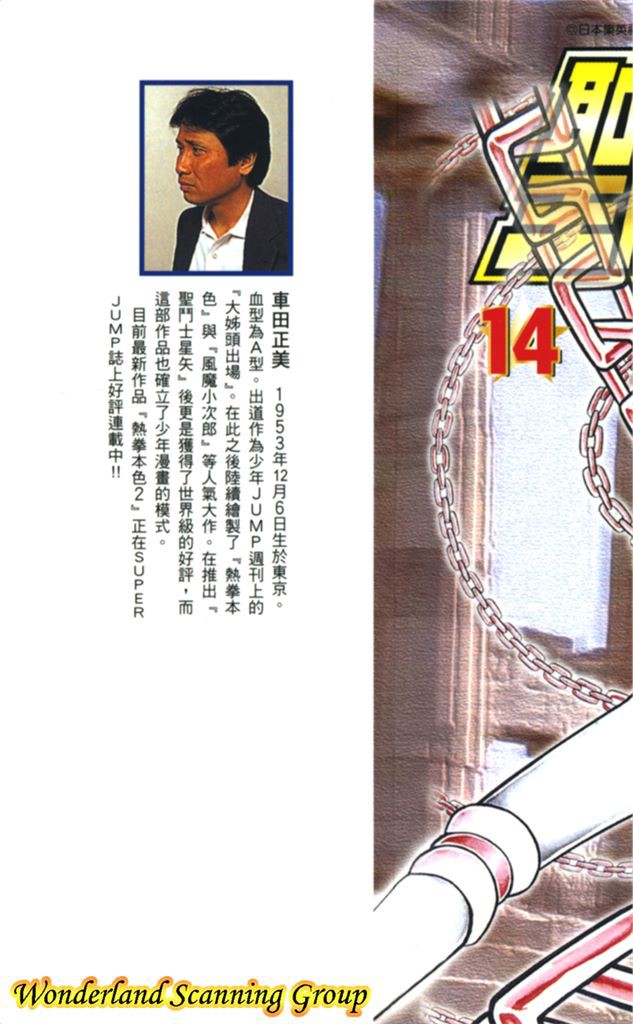 車田正美　1953年12月6日生於東京。
血型為A型。出道作為少年JUMP週刊上的
『大姊頭出場』。在此之後陸續繪製了『熱拳本
色』與『風魔小次郎』等人氣大作。在推出『
聖鬥士星矢』後更是獲得了世界級的好評，而
這部作品也確立了少年漫畫的模式。
目前最新作品『熱拳本色2』正在SUPER
JUMP誌上好評連載中!!
©日本集英
14
Wonderland Scanning Group